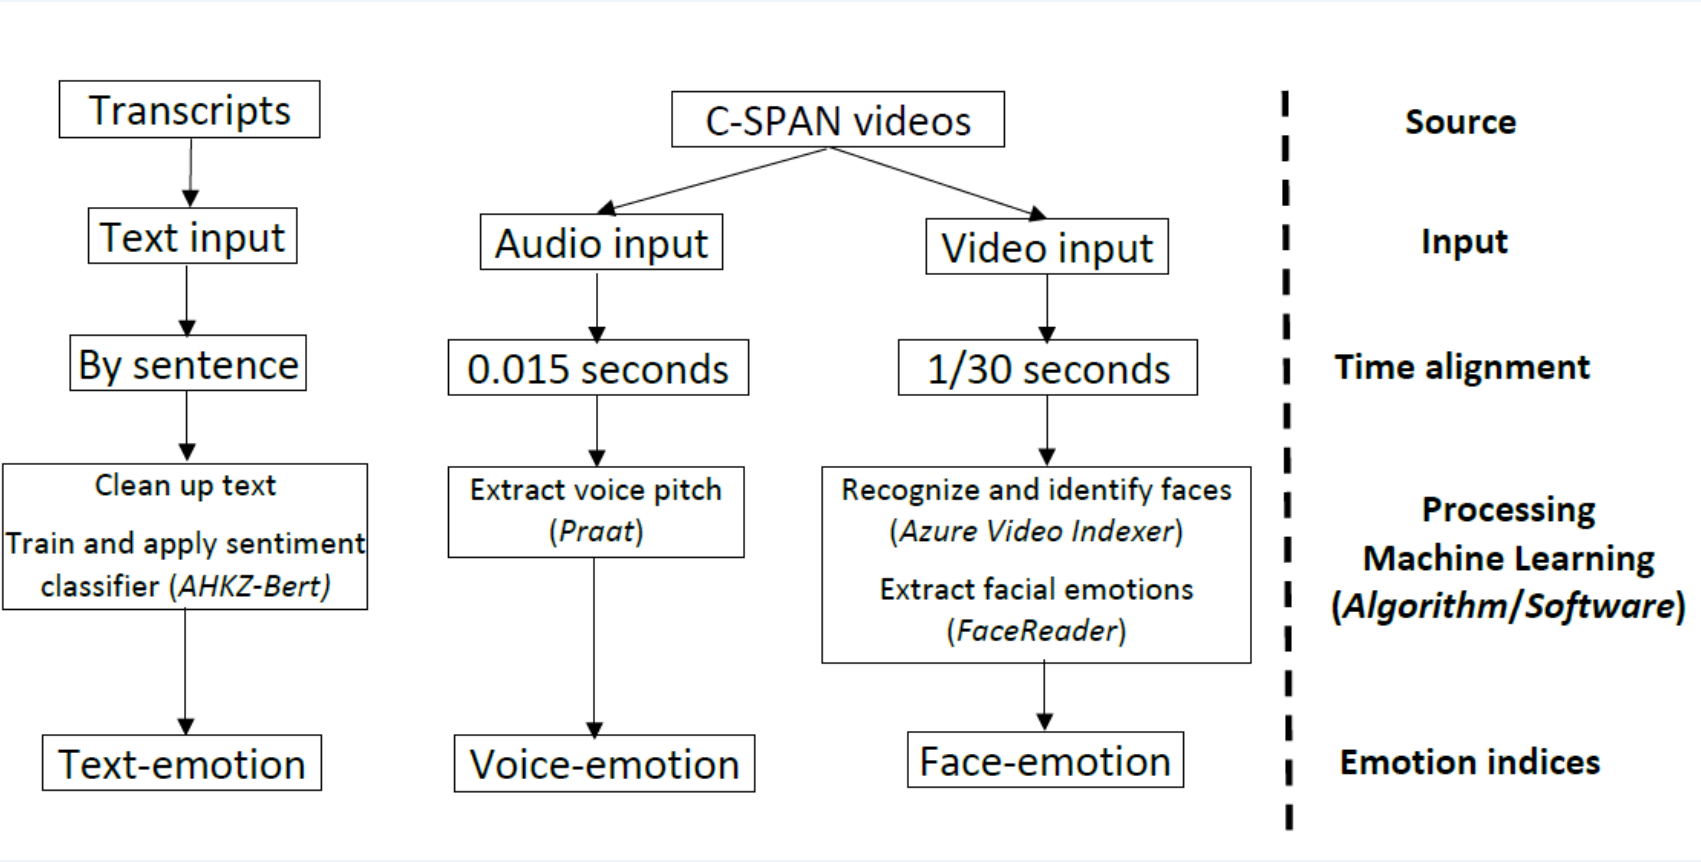 Transcripts
C-SPAN videos
Source
Text input
Audio input
Video input
Input
By sentence
0.015 seconds
1/30 seconds
Time alignment
Clean up text
Train and apply sentiment
classifier (AHKZ-Bert)
Extract voice pitch
(Praat)
Recognize and identify faces
(Azure Video Indexer)
Extract facial emotions
(FaceReader)
Processing
Machine Learning
(Algorithm/Software)
Text-emotion
Voice-emotion
Face-emotion
Emotion indices